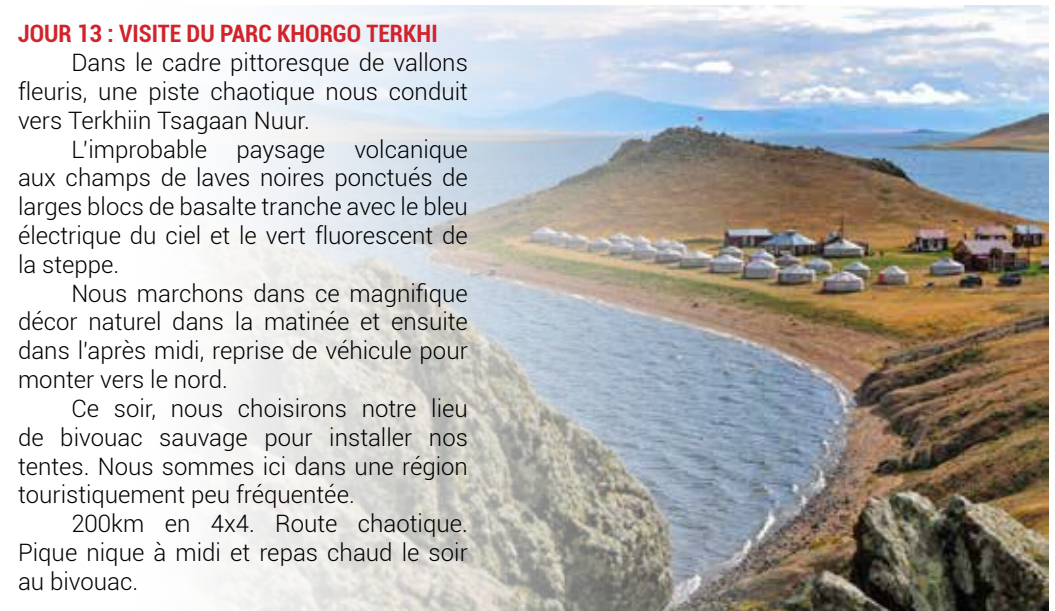 JOUR 13 : VISITE DU PARC KHORGO TERKHI
Dans le cadre pittoresque de vallons
fleuris, une piste chaotique nous conduit
vers Terkhiin Tsagaan Nuur.
L'improbable paysage volcanique
aux champs de laves noires ponctués de
larges blocs de basalte tranche avec le bleu
électrique du ciel et le vert fluorescent de
la steppe.
Nous marchons dans ce magnifique
décor naturel dans la matinée et ensuite
dans l'après midi, reprise de véhicule pour
monter vers le nord.
Ce soir, nous choisirons notre lieu
de bivouac sauvage pour installer nos
tentes. Nous sommes ici dans une région
touristiquement peu fréquentée.
200km en 4x4. Route chaotique.
Pique nique à midi et repas chaud le soir
au bivouac.